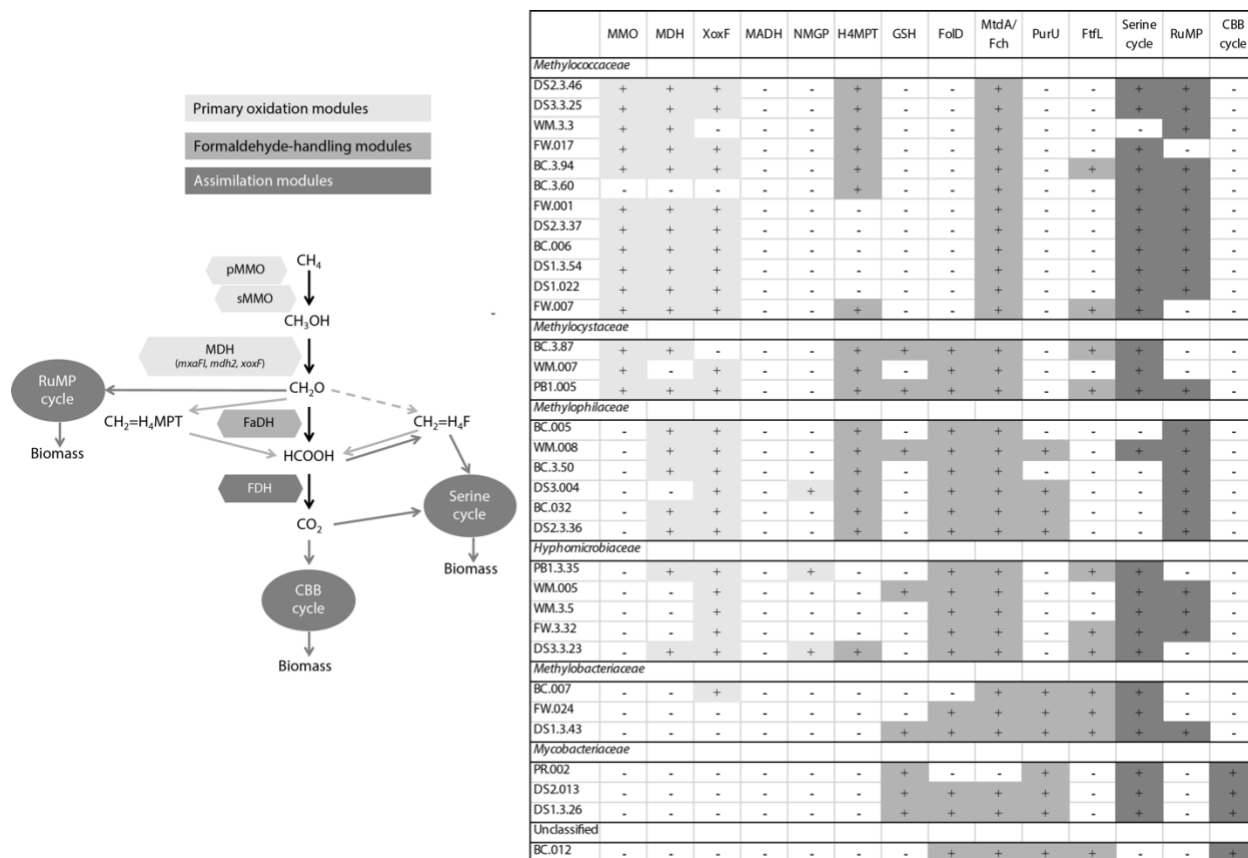 Primary oxidation modules
Formaldehyde-handling modules
Assimilation modules
pMMO
CH₄
sMMO
CH₃OH
-
MDH
(mxaFI, mdh2, xoxF)
RuMP
cycle
CH₂O
CH₂=H₄MPT
FaDH
CH₂=H₄F
Biomass
HCOOH
FDH
Serine
cycle
CO₂
Biomass
CBB
cycle
Biomass
MMO MDH XoxF MADH NMGP H4MPT GSH FolD MtdA/ Fch PurU FtfL Serine cycle RuMP CBB cycle
Methylococcaceae
DS2.3.46 + + + - - + - - + - - + + -
DS3.3.25 + + + - - + - - + - - + + -
WM.3.3 + + - - - + - - + - - - + -
FW.017 + + + - - + - - + - - + - -
BC.3.94 + + + - - + - - + - + + + -
BC.3.60 - - - - - + - - + - - + + -
FW.001 + + + - - - - - + - - + + -
DS2.3.37 + + + - - - - - + - - + + -
BC.006 + + + - - - - - + - - + + -
DS1.3.54 + + + - - - - - + - - + + -
DS1.022 + + + - - - - - + - - + + -
FW.007 + + + - - + - - + - + + - -
Methylocystaceae
BC.3.87 + + - - - + + + + - + + - -
WM.007 + - + - - + - + + - - + - -
PB1.005 + + + - - + + + + - + + + -
Methylophilaceae
BC.005 - + + - - + - + + - - - + -
WM.008 - + + - - + + + + + - + + -
BC.3.50 - + + - - + - + + - - - + -
DS3.004 - - + - + + - + + + - - + -
BC.032 - + + - - + - + + + - - + -
DS2.3.36 - + + - - + - + + + - - + -
Hyphomicrobiaceae
PB1.3.35 - + + - + - - + + - + + - -
WM.005 - - + - - - + + + - - + + -
WM.3.5 - - + - - - - + + - - + + -
FW.3.32 - - + - - - - + + - + + + -
DS3.3.23 - + + - + + - + + - + + - -
Methylobacteriaceae
BC.007 - - + - - - - - + + + + - -
FW.024 - - - - - - - + + + + + - -
DS1.3.43 - - - - - - + + + + + + + -
Mycobacteriaceae
PR.002 - - - - - - + - - + - + - +
DS2.013 - - - - - - + + + + - + - +
DS1.3.26 - - - - - - + + + + - + - +
Unclassified
BC.012 - - - - - - - + + + + - - +